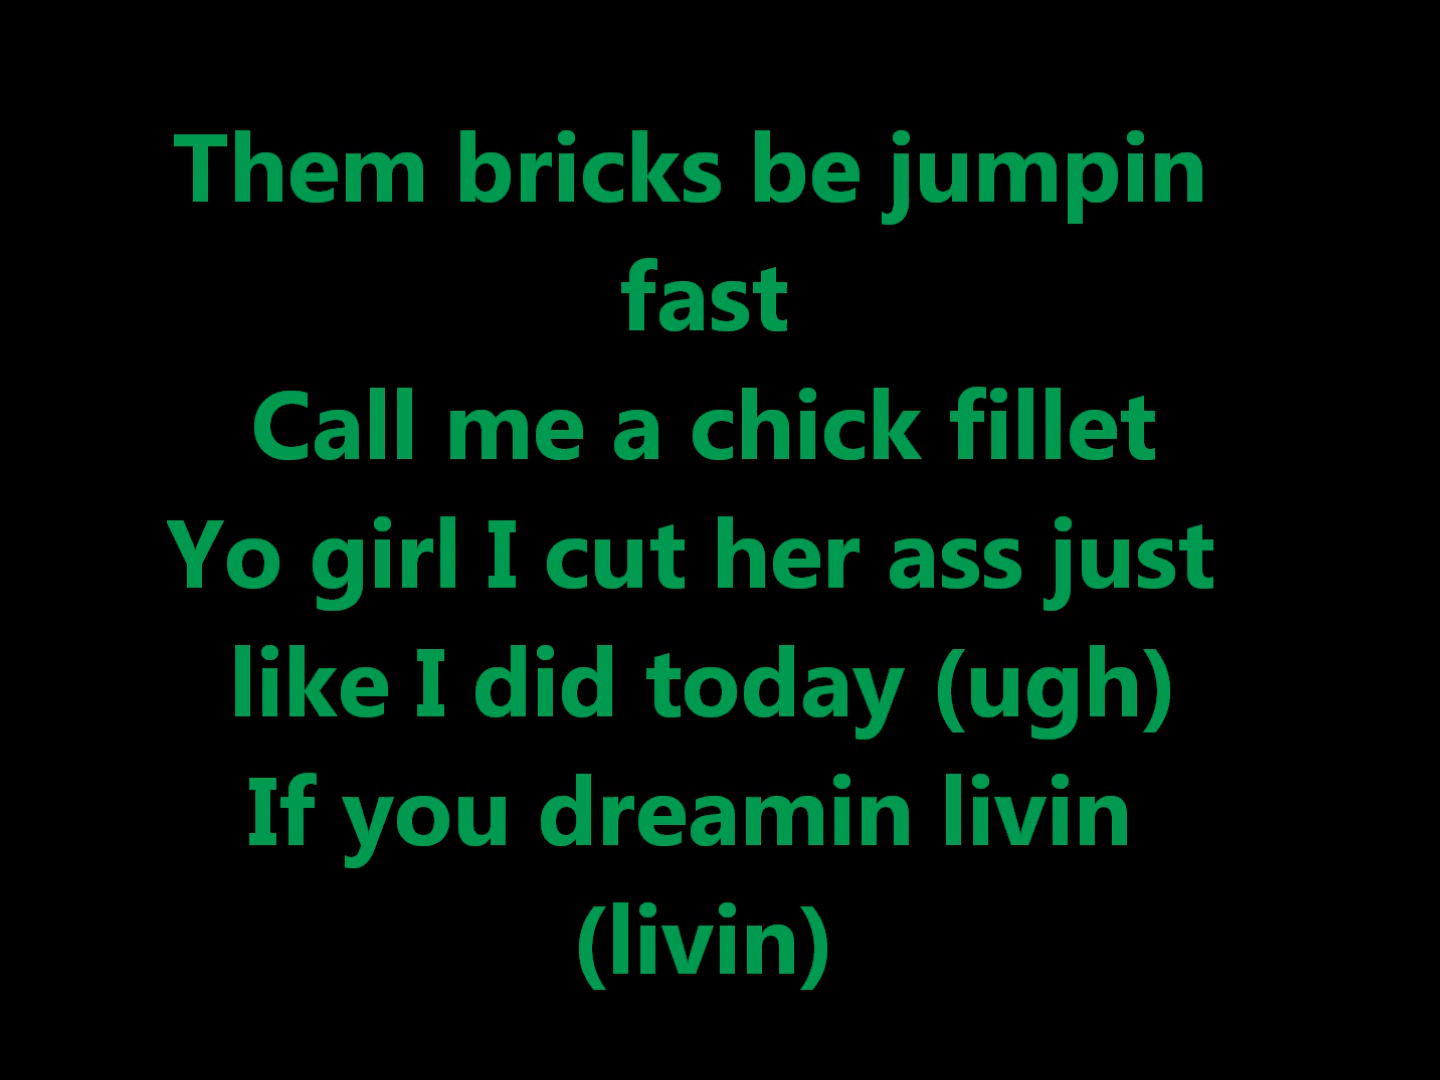 Them bricks be jumpin
fast
Call me a chick fillet
Yo girl I cut her ass just
like I did today (ugh)
If you dreamin livin
(livin)